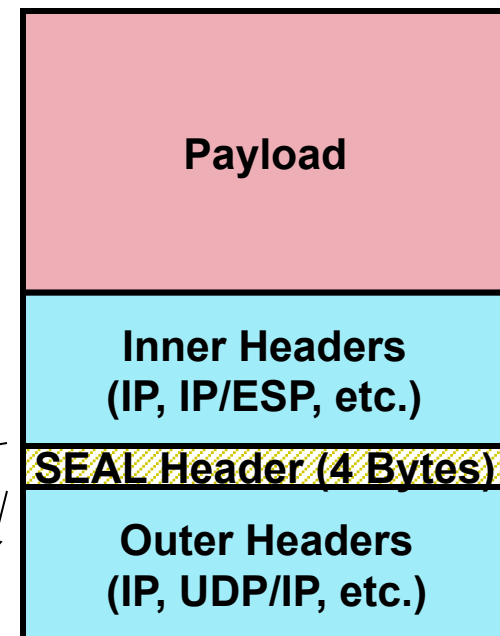 Payload
Inner Headers
(IP, IP/ESP, etc.)
SEAL Header (4 Bytes)
Outer Headers
(IP, UDP/IP, etc.)